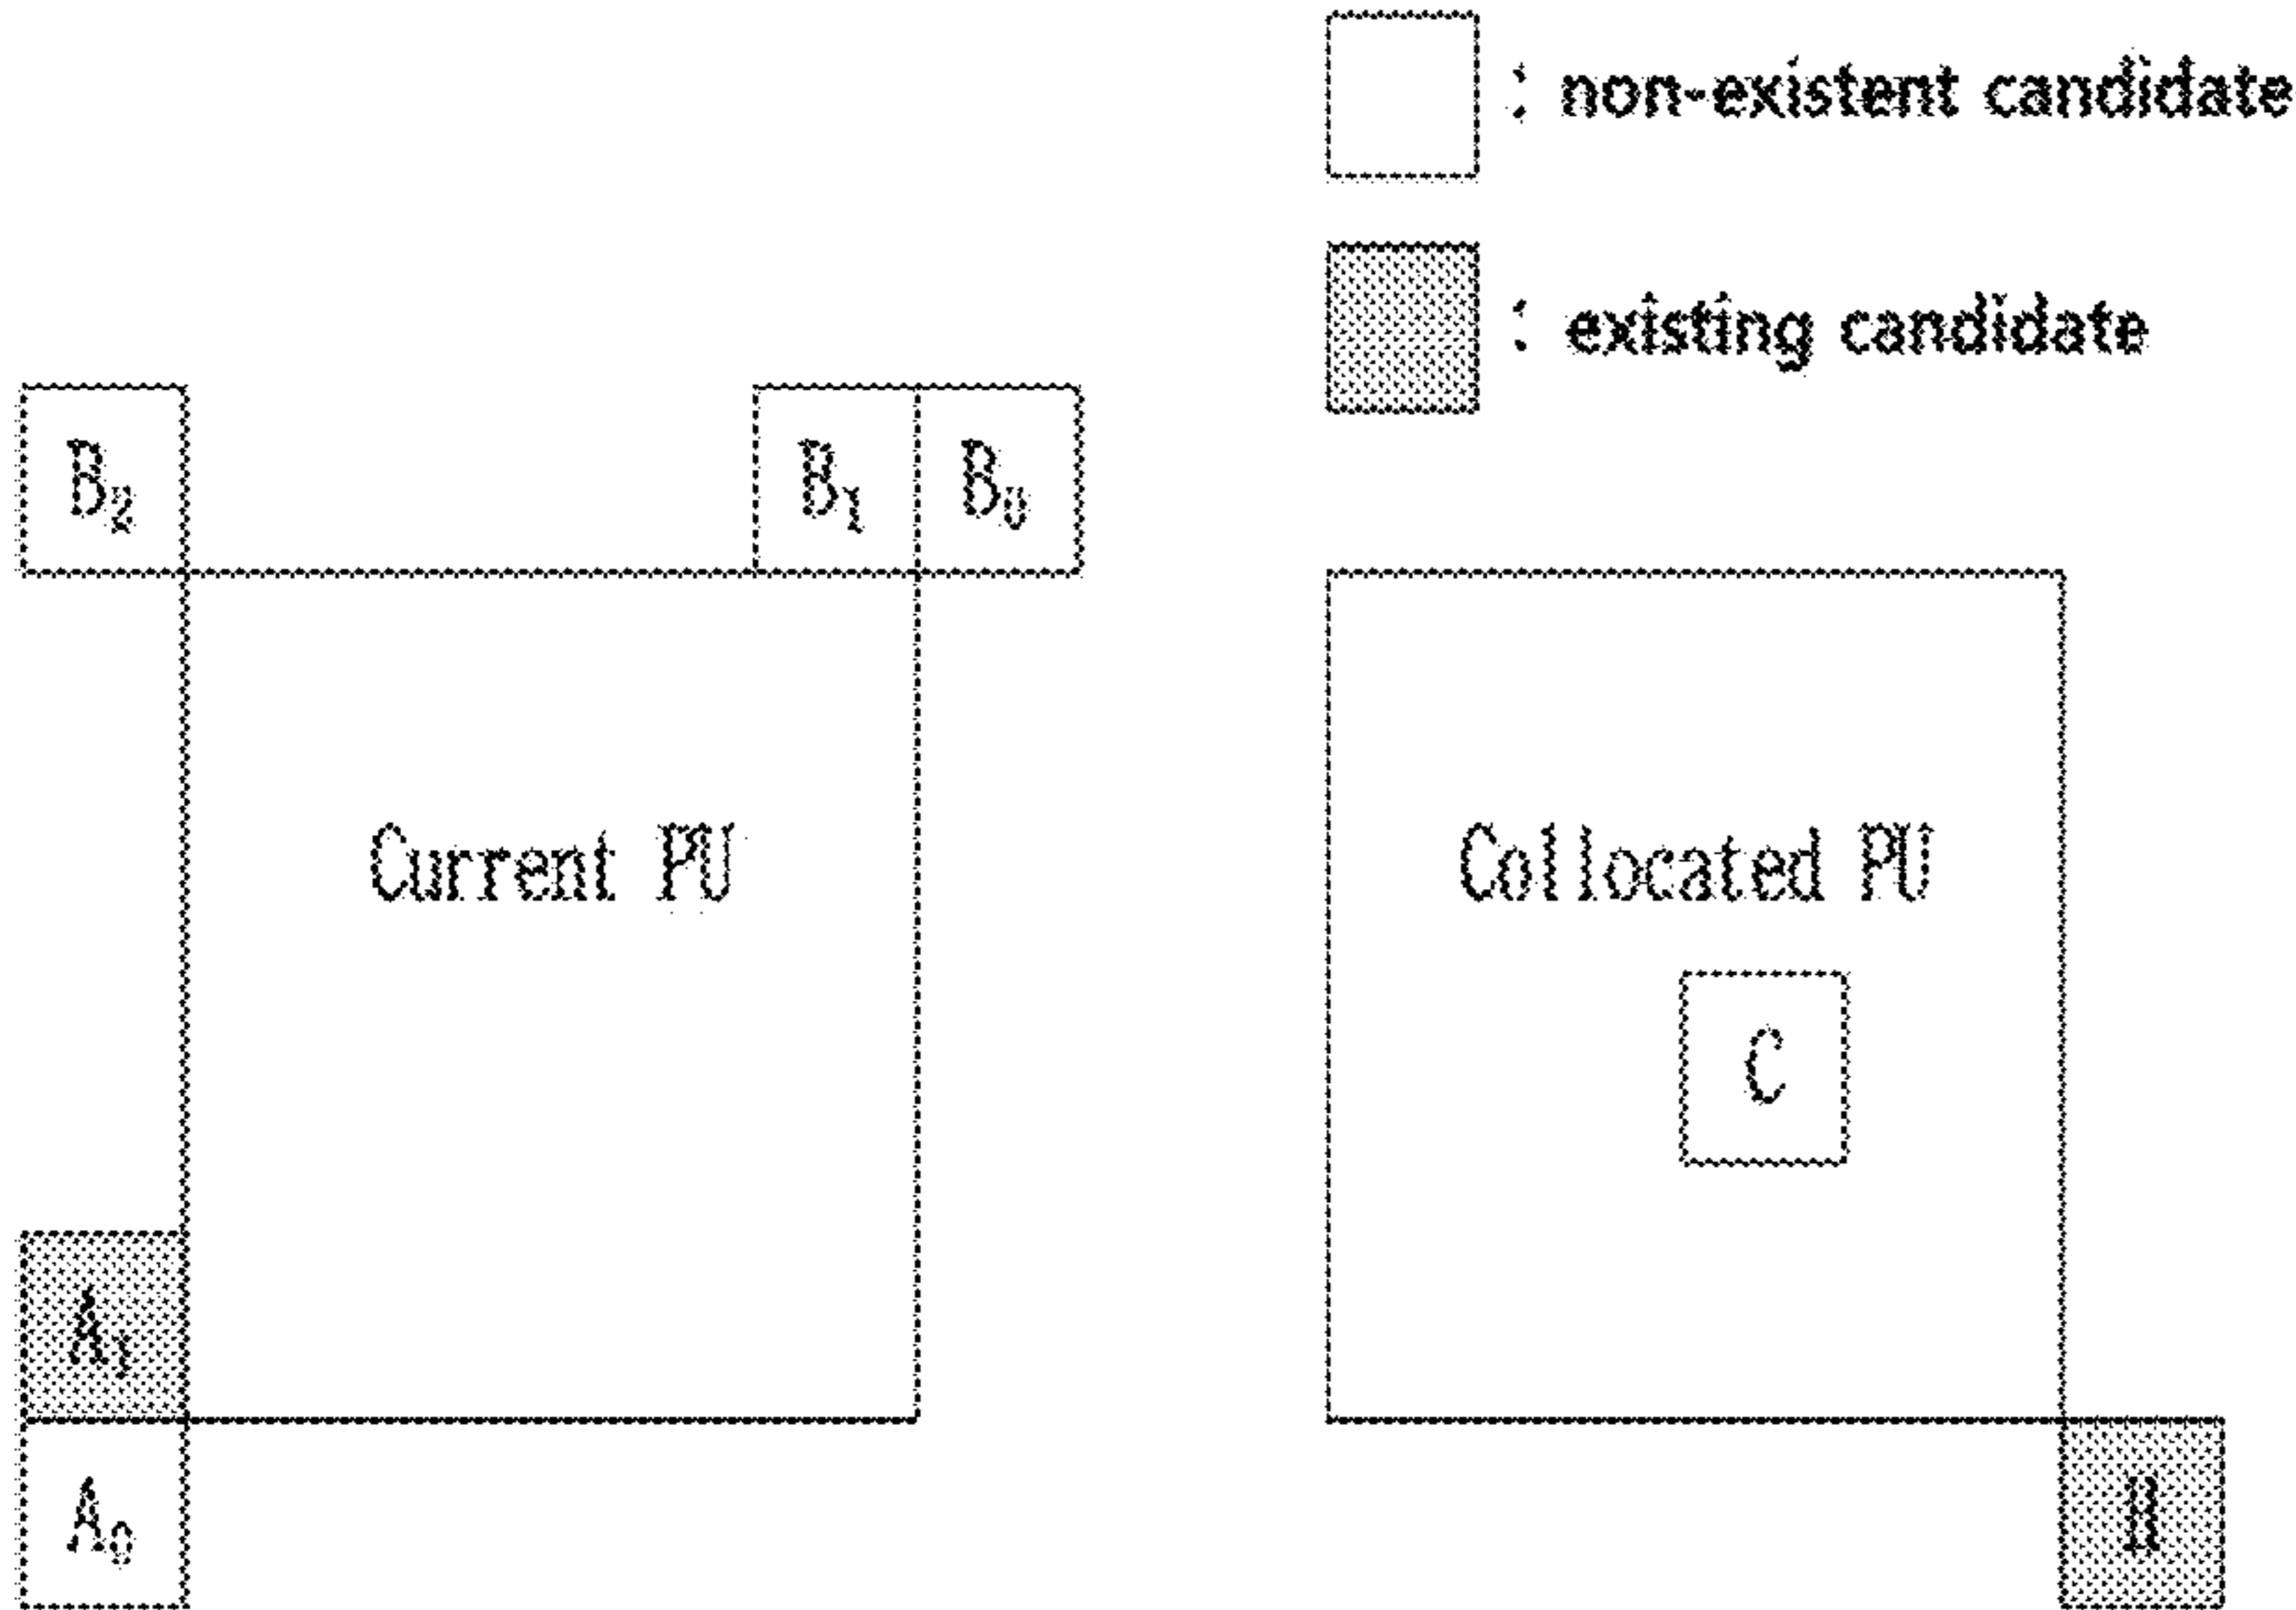 : non-existent candidate
: existing candidate
B₂
B₁
B₀
Current PU
Collocated PU
C
A₁
A₀
H